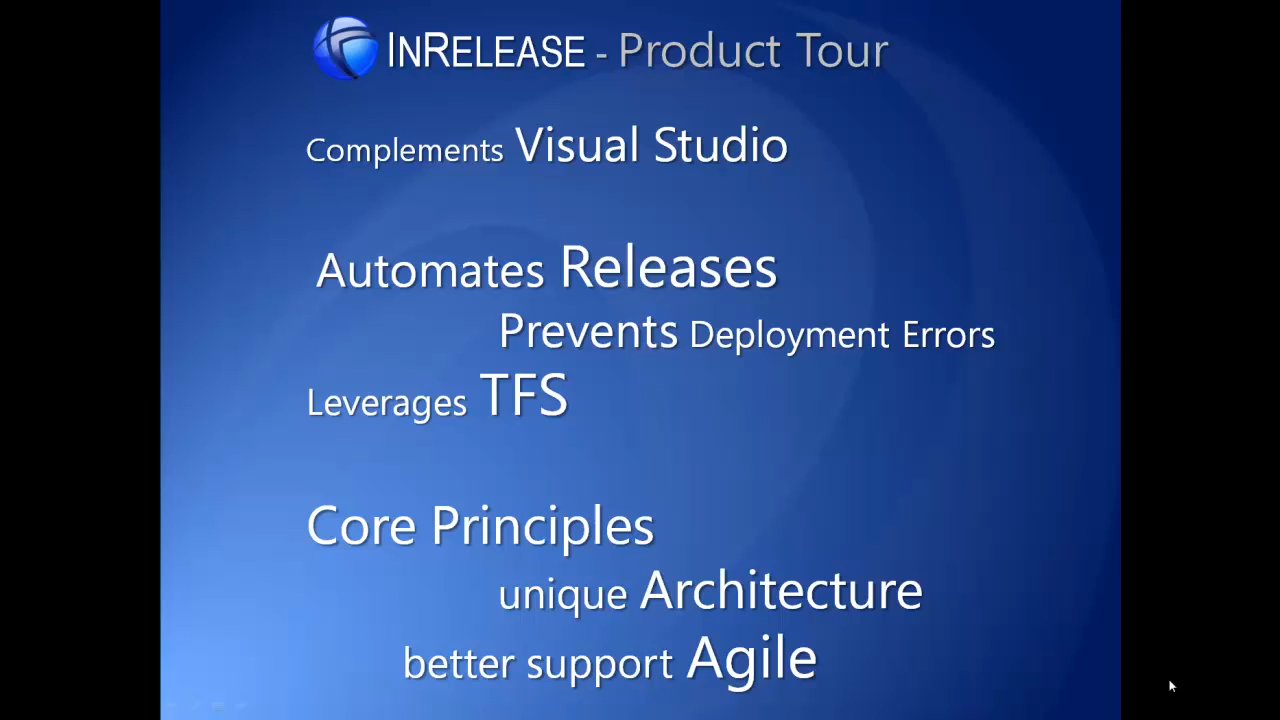 INRELEASE - Product Tour
Complements Visual Studio
Automates Releases
Prevents Deployment Errors
Leverages TFS
Core Principles
unique Architecture
better support Agile